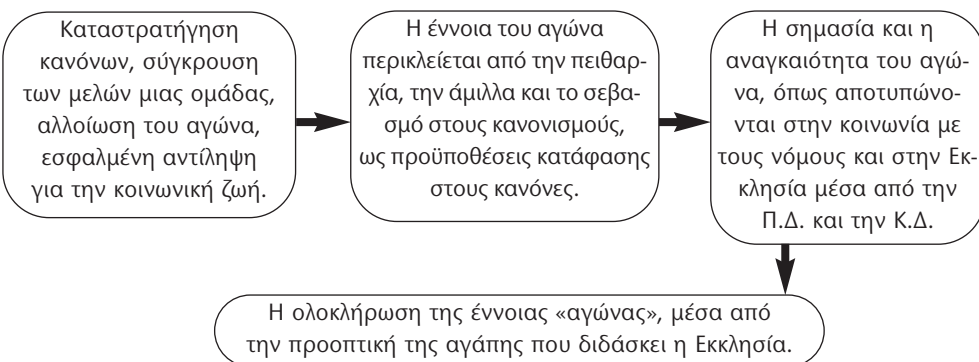 Καταστρατήγηση
κανόνων, σύγκρουση
των μελών μιας ομάδας,
αλλοίωση του αγώνα,
εσφαλμένη αντίληψη
για την κοινωνική ζωή.
Η έννοια του αγώνα
περικλείεται από την πειθαρ-
χία, την άμιλλα και το σεβα-
σμό στους κανονισμούς,
ως προϋποθέσεις κατάφασης
στους κανόνες.
Η σημασία και η
αναγκαιότητα του αγώ-
να, όπως αποτυπώνο-
νται στην κοινωνία με
τους νόμους και στην Εκ-
κλησία μέσα από την
Π.Δ. και την Κ.Δ.
Η ολοκλήρωση της έννοιας «αγώνας», μέσα από
την προοπτική της αγάπης που διδάσκει η Εκκλησία.